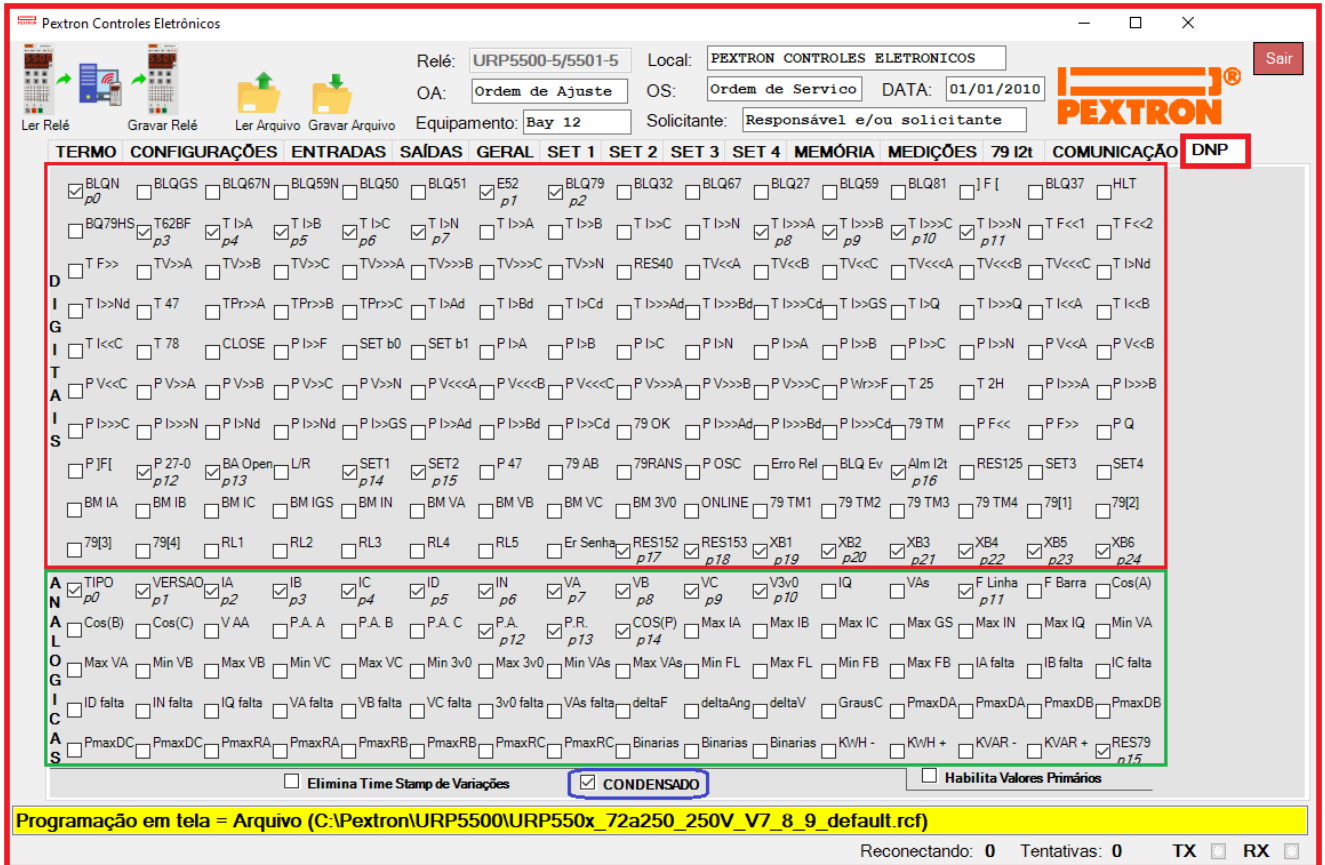 Pextron Controles Eletrônicos
Relé: URP5500-5/5501-5 Local: PEXTRON CONTROLES ELETRONICOS Sair
OA: Ordem de Ajuste OS: Ordem de Servico DATA: 01/01/2010
Ler Relé Gravar Relé Ler Arquivo Gravar Arquivo Equipamento: Bay 12 Solicitante: Responsável e/ou solicitante PEXTRON
TERMO CONFIGURAÇÕES ENTRADAS SAÍDAS GERAL SET 1 SET 2 SET 3 SET 4 MEMÓRIA MEDIÇÕES 79 I2t COMUNICAÇÃO DNP
DIGITAIS
BLQN BLQGS BLQ67N BLQ59N BLQ50 BLQ51 E52 BLQ79 BLQ32 BLQ67 BLQ27 BLQ59 BLQ81 ] F [ BLQ37 HLT
p0 p1 p2
BQ79HS T62BF T I>A T I>B T I>C T I>N T I>>A T I>>B T I>>C T I>>N T I>>>A T I>>>B T I>>>C T I>>>N T F<<1 T F<<2
p3 p4 p5 p6 p7 p8 p9 p10 p11
T F>> TV>>A TV>>B TV>>C TV>>>A TV>>>B TV>>>C TV>>N RES40 TV<<A TV<<B TV<<C TV<<<A TV<<<B TV<<<C T I>Nd
T I>>Nd T 47 TPr>>A TPr>>B TPr>>C T I>Ad T I>Bd T I>Cd T I>>>Ad T I>>>Bd T I>>>Cd T I>>GS T I>Q T I>>>Q T I<<A T I<<B
T I<<C T 78 CLOSE P I>>F SET b0 SET b1 P I>A P I>B P I>C P I>N P I>>A P I>>B P I>>C P I>>N P V<<A P V<<B
P V<<C P V>>A P V>>B P V>>C P V>>N P V<<<A P V<<<B P V<<<C P V>>>A P V>>>B P V>>>C P Wr>>F T 25 T 2H P I>>>A P I>>>B
P I>>>C P I>>>N P I>Nd P I>>Nd P I>>GS P I>>Ad P I>>Bd P I>>Cd 79 OK P I>>>Ad P I>>>Bd P I>>>Cd 79 TM P F<< P F>> P Q
P ]F[ P 27-0 BA Open L/R SET1 SET2 P 47 79 AB 79RANS P OSC Erro Rel BLQ Ev Alm I2t RES125 SET3 SET4
p12 p13 p14 p15 p16
BM IA BM IB BM IC BM IGS BM IN BM VA BM VB BM VC BM 3V0 ONLINE 79 TM1 79 TM2 79 TM3 79 TM4 79[1] 79[2]
79[3] 79[4] RL1 RL2 RL3 RL4 RL5 Er Senha RES152 RES153 XB1 XB2 XB3 XB4 XB5 XB6
p17 p18 p19 p20 p21 p22 p23 p24
ANALOGICAS
TIPO VERSAO IA IB IC ID IN VA VB VC V3v0 IQ VAs F Linha F Barra Cos(A)
p0 p1 p2 p3 p4 p5 p6 p7 p8 p9 p10 p11
Cos(B) Cos(C) V AA P.A. A P.A. B P.A. C P.A. P.R. COS(P) Max IA Max IB Max IC Max GS Max IN Max IQ Min VA
p12 p13 p14
Max VA Min VB Max VB Min VC Max VC Min 3v0 Max 3v0 Min VAs Max VAs Min FL Max FL Min FB Max FB IA falta IB falta IC falta
ID falta IN falta IQ falta VA falta VB falta VC falta 3v0 falta VAs falta deltaF deltaAng deltaV GrausC PmaxDA PmaxDA PmaxDB PmaxDB
PmaxDC PmaxDC PmaxRA PmaxRA PmaxRB PmaxRB PmaxRC PmaxRC Binarias Binarias Binarias KWH - KWH + KVAR - KVAR + RES79
p15
Elimina Time Stamp de Variações CONDENSADO Habilita Valores Primários
Programação em tela = Arquivo (C:\Pextron\URP5500\URP550x_72a250_250V_V7_8_9_default.rcf)
Reconectando: 0 Tentativas: 0 TX RX